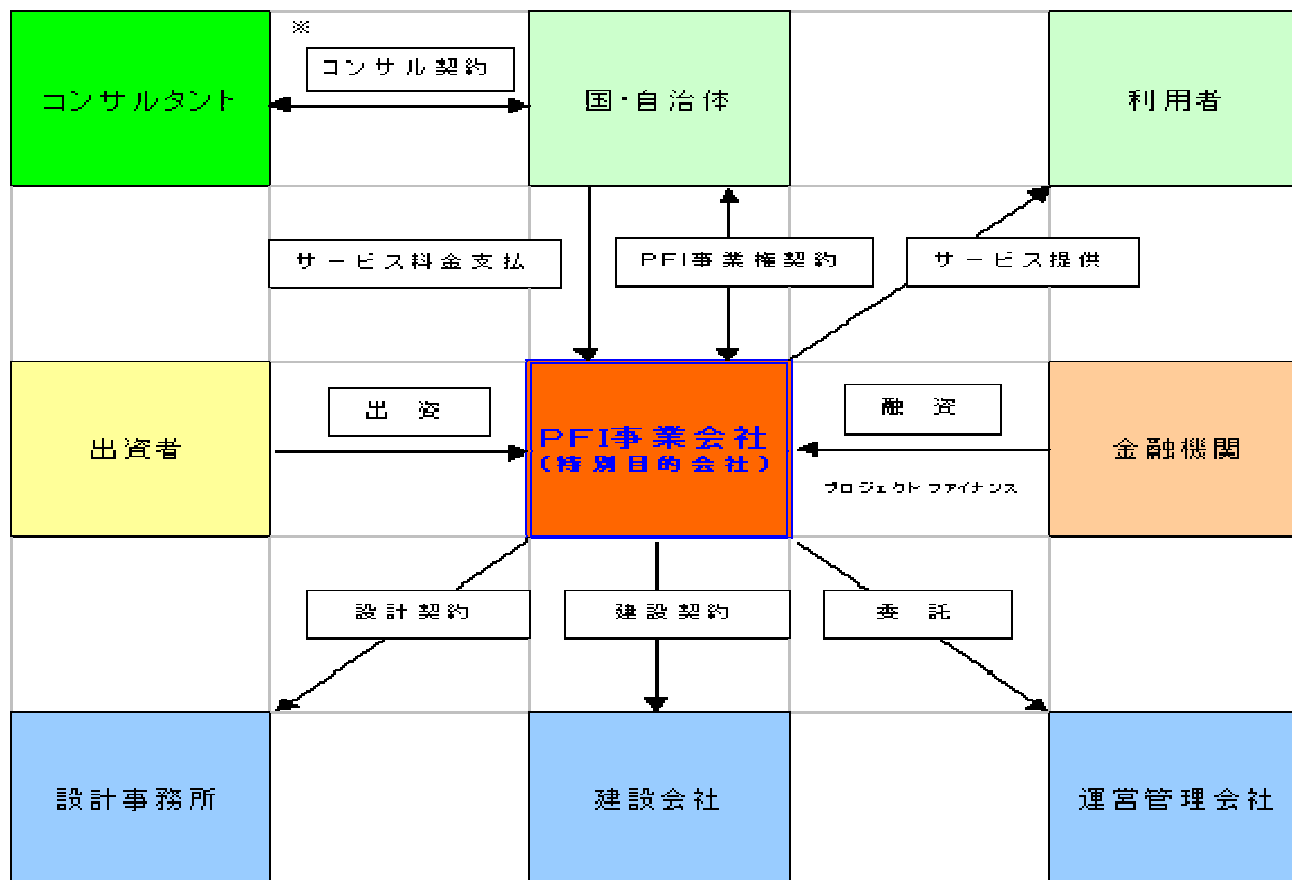 ※
コンサル契約
コンサルタント
国・自治体
利用者
サービス料金支払
PFI事業権契約
サービス提供
出資
融資
出資者
PFI事業会社
(特別目的会社)
金融機関
プロジェクトファイナンス
設計契約
建設契約
委託
設計事務所
建設会社
運営管理会社